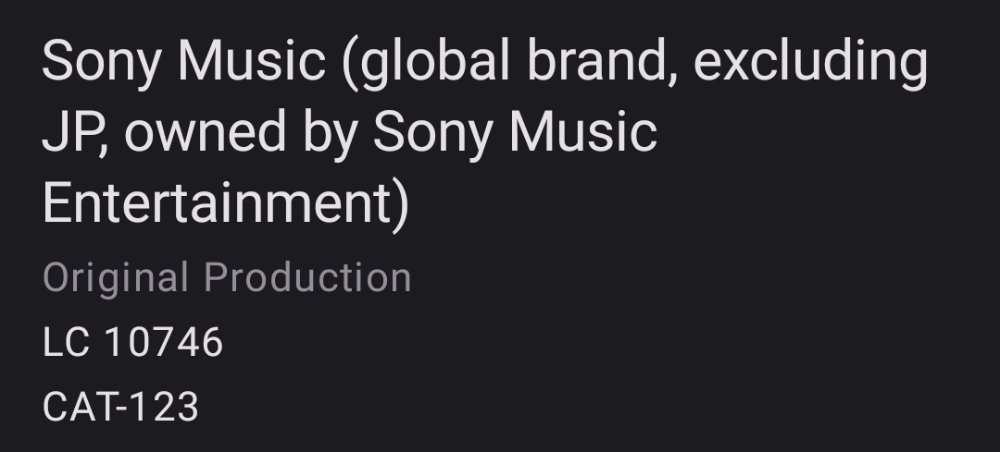 Sony Music (global brand, excluding
JP, owned by Sony Music
Entertainment)
Original Production
LC 10746
CAT-123